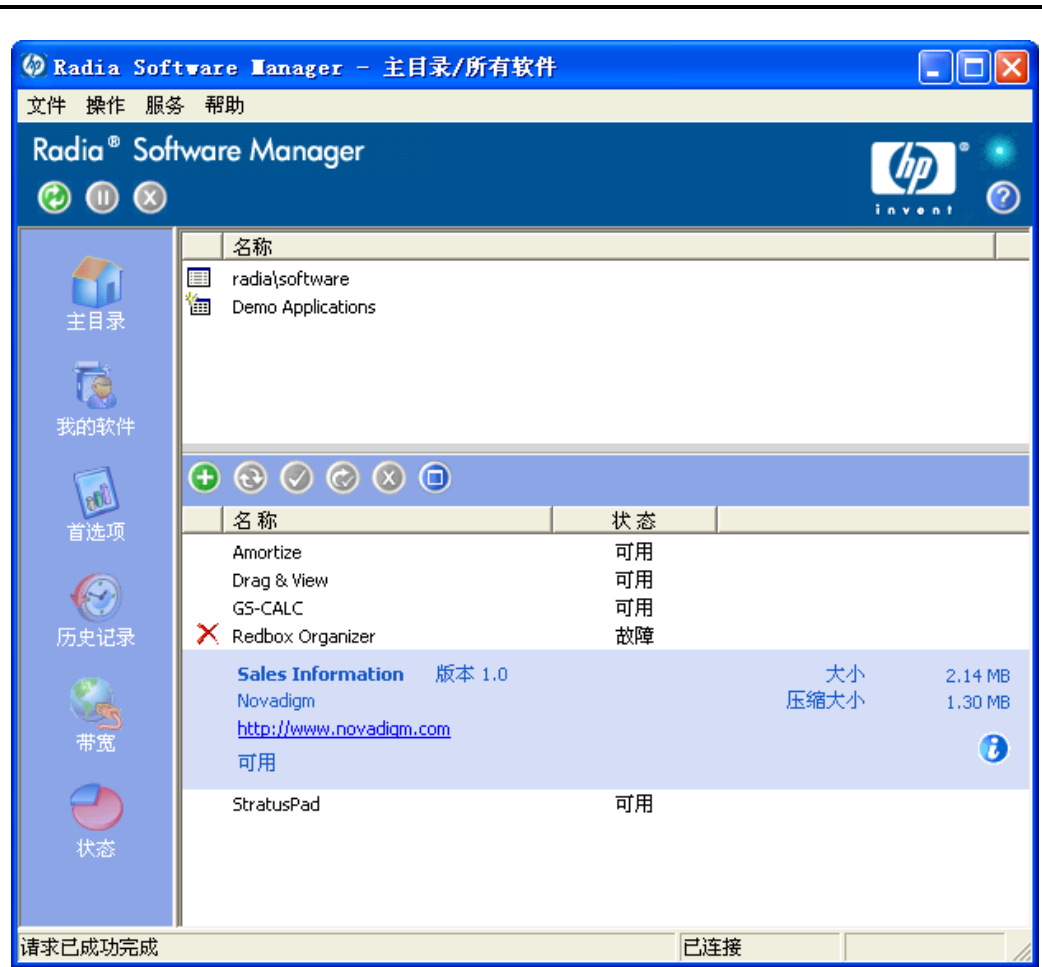 Radia Software Manager - 主目录/所有软件
文件 操作 服务 帮助
Radia® Software Manager
hp®
invent
主目录
我的软件
首选项
历史记录
带宽
状态
名称
radia\software
Demo Applications
名称 状态
Amortize 可用
Drag & View 可用
GS-CALC 可用
Redbox Organizer 故障
Sales Information 版本 1.0 大小 2.14 MB
Novadigm 压缩大小 1.30 MB
http://www.novadigm.com
可用
StratusPad 可用
请求已成功完成 已连接